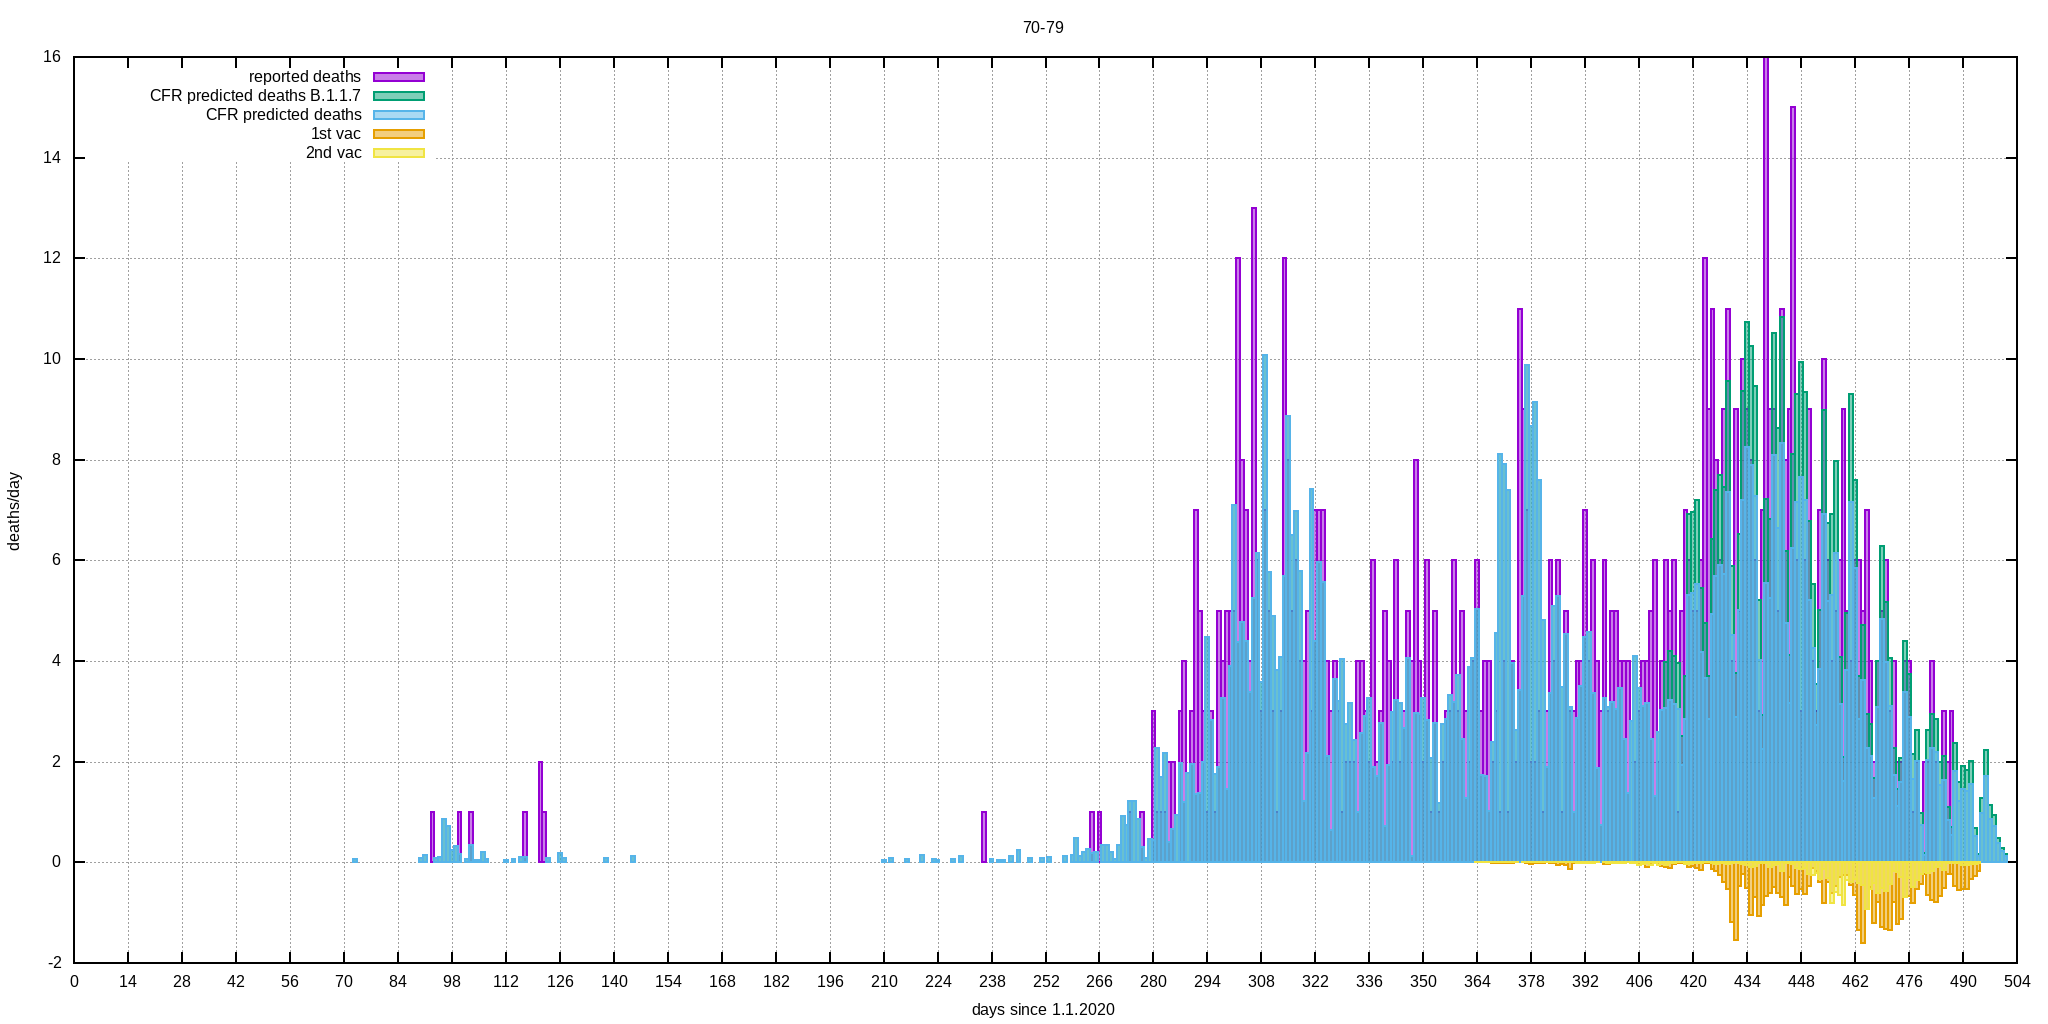 70-79
16
14
12
10
8
6
4
2
0
-2
reported deaths
CFR predicted deaths B.1.1.7
CFR predicted deaths
1st vac
2nd vac
deaths/day
0 14 28 42 56 70 84 98 112 126 140 154 168 182 196 210 224 238 252 266 280 294 308 322 336 350 364 378 392 406 420 434 448 462 476 490 504
days since 1.1.2020